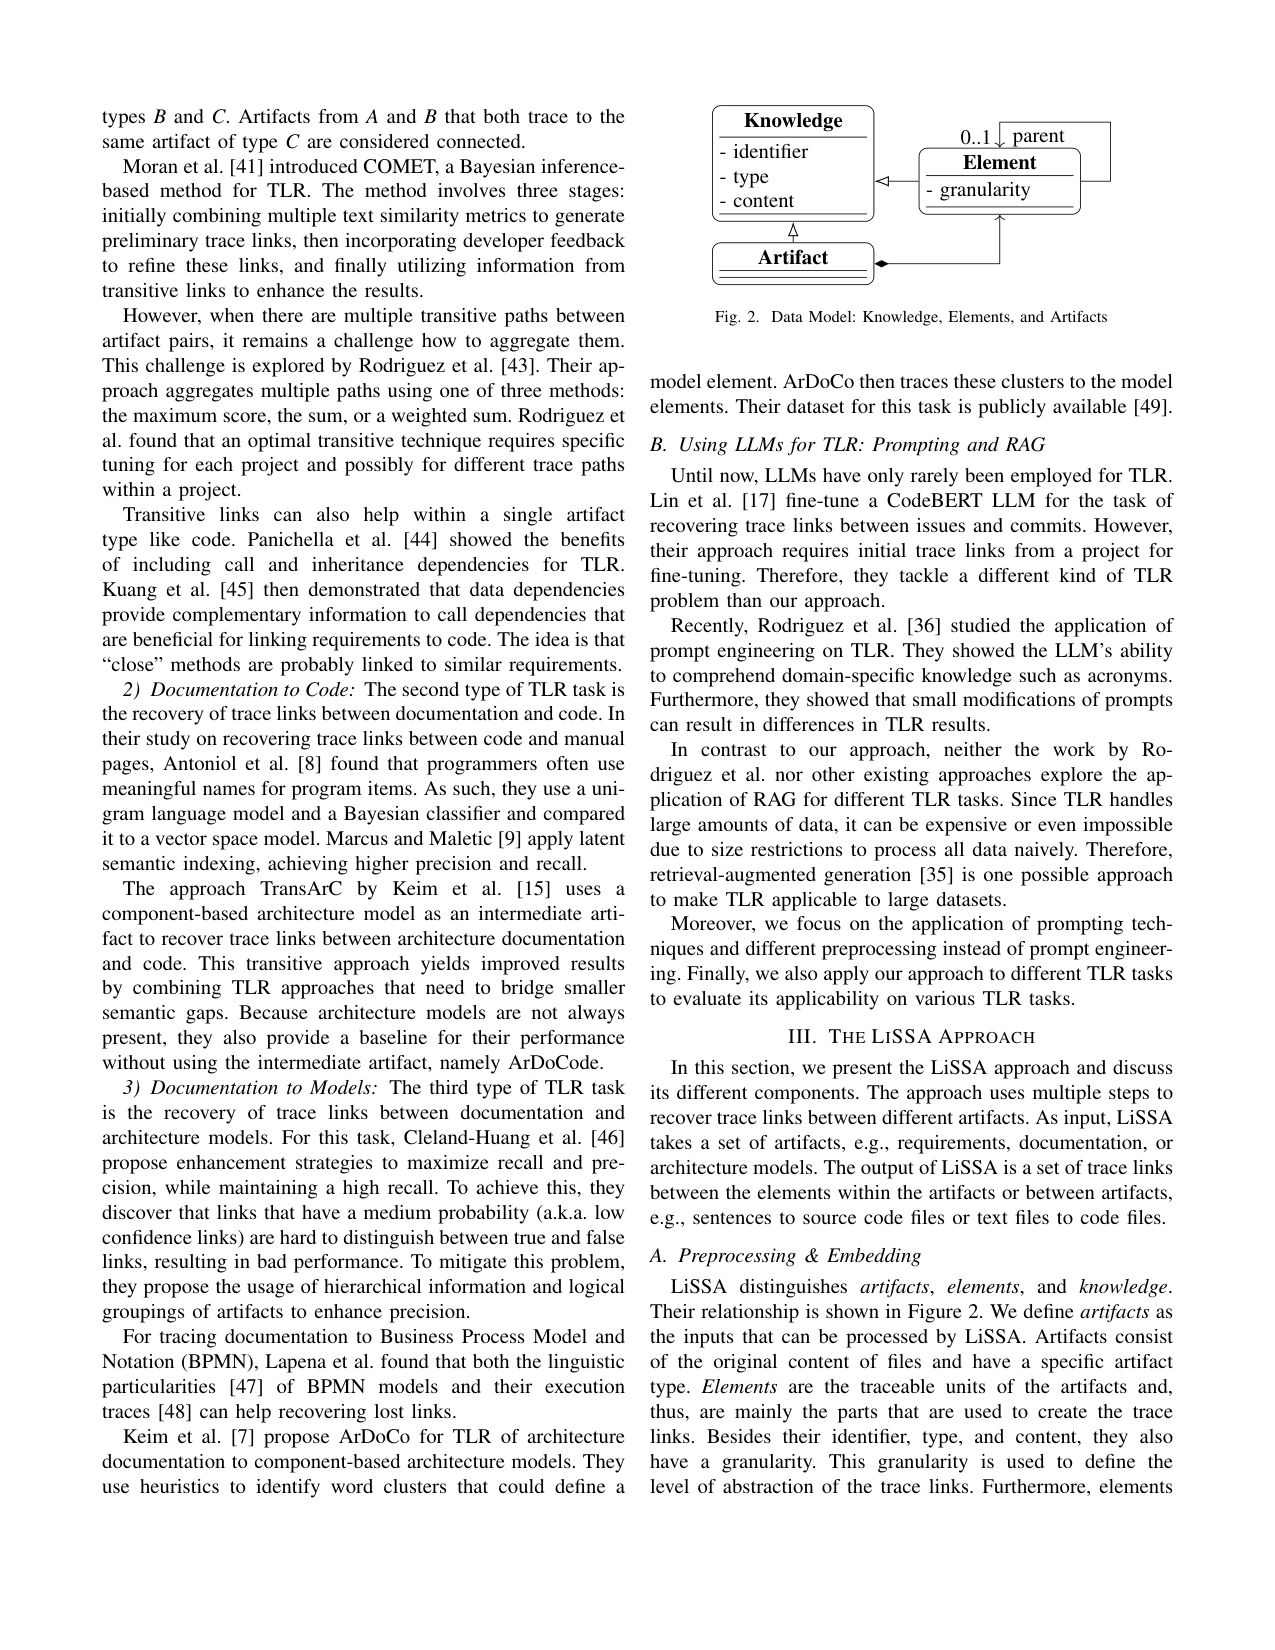 types B and C. Artifacts from A and B that both trace to the
same artifact of type C are considered connected.
Moran et al. [41] introduced COMET, a Bayesian inference-
based method for TLR. The method involves three stages:
initially combining multiple text similarity metrics to generate
preliminary trace links, then incorporating developer feedback
to refine these links, and finally utilizing information from
transitive links to enhance the results.
However, when there are multiple transitive paths between
artifact pairs, it remains a challenge how to aggregate them.
This challenge is explored by Rodriguez et al. [43]. Their ap-
proach aggregates multiple paths using one of three methods:
the maximum score, the sum, or a weighted sum. Rodriguez et
al. found that an optimal transitive technique requires specific
tuning for each project and possibly for different trace paths
within a project.
Transitive links can also help within a single artifact
type like code. Panichella et al. [44] showed the benefits
of including call and inheritance dependencies for TLR.
Kuang et al. [45] then demonstrated that data dependencies
provide complementary information to call dependencies that
are beneficial for linking requirements to code. The idea is that
“close” methods are probably linked to similar requirements.
2) Documentation to Code: The second type of TLR task is
the recovery of trace links between documentation and code. In
their study on recovering trace links between code and manual
pages, Antoniol et al. [8] found that programmers often use
meaningful names for program items. As such, they use a uni-
gram language model and a Bayesian classifier and compared
it to a vector space model. Marcus and Maletic [9] apply latent
semantic indexing, achieving higher precision and recall.
The approach TransArC by Keim et al. [15] uses a
component-based architecture model as an intermediate arti-
fact to recover trace links between architecture documentation
and code. This transitive approach yields improved results
by combining TLR approaches that need to bridge smaller
semantic gaps. Because architecture models are not always
present, they also provide a baseline for their performance
without using the intermediate artifact, namely ArDoCode.
3) Documentation to Models: The third type of TLR task
is the recovery of trace links between documentation and
architecture models. For this task, Cleland-Huang et al. [46]
propose enhancement strategies to maximize recall and pre-
cision, while maintaining a high recall. To achieve this, they
discover that links that have a medium probability (a.k.a. low
confidence links) are hard to distinguish between true and false
links, resulting in bad performance. To mitigate this problem,
they propose the usage of hierarchical information and logical
groupings of artifacts to enhance precision.
For tracing documentation to Business Process Model and
Notation (BPMN), Lapena et al. found that both the linguistic
particularities [47] of BPMN models and their execution
traces [48] can help recovering lost links.
Keim et al. [7] propose ArDoCo for TLR of architecture
documentation to component-based architecture models. They
use heuristics to identify word clusters that could define a
Knowledge
- identifier
- type
- content
0..1 parent
Element
- granularity
Artifact
Fig. 2. Data Model: Knowledge, Elements, and Artifacts
model element. ArDoCo then traces these clusters to the model
elements. Their dataset for this task is publicly available [49].
B. Using LLMs for TLR: Prompting and RAG
Until now, LLMs have only rarely been employed for TLR.
Lin et al. [17] fine-tune a CodeBERT LLM for the task of
recovering trace links between issues and commits. However,
their approach requires initial trace links from a project for
fine-tuning. Therefore, they tackle a different kind of TLR
problem than our approach.
Recently, Rodriguez et al. [36] studied the application of
prompt engineering on TLR. They showed the LLM’s ability
to comprehend domain-specific knowledge such as acronyms.
Furthermore, they showed that small modifications of prompts
can result in differences in TLR results.
In contrast to our approach, neither the work by Ro-
driguez et al. nor other existing approaches explore the ap-
plication of RAG for different TLR tasks. Since TLR handles
large amounts of data, it can be expensive or even impossible
due to size restrictions to process all data naively. Therefore,
retrieval-augmented generation [35] is one possible approach
to make TLR applicable to large datasets.
Moreover, we focus on the application of prompting tech-
niques and different preprocessing instead of prompt engineer-
ing. Finally, we also apply our approach to different TLR tasks
to evaluate its applicability on various TLR tasks.
III. THE LISSA APPROACH
In this section, we present the LiSSA approach and discuss
its different components. The approach uses multiple steps to
recover trace links between different artifacts. As input, LiSSA
takes a set of artifacts, e.g., requirements, documentation, or
architecture models. The output of LiSSA is a set of trace links
between the elements within the artifacts or between artifacts,
e.g., sentences to source code files or text files to code files.
A. Preprocessing & Embedding
LiSSA distinguishes artifacts, elements, and knowledge.
Their relationship is shown in Figure 2. We define artifacts as
the inputs that can be processed by LiSSA. Artifacts consist
of the original content of files and have a specific artifact
type. Elements are the traceable units of the artifacts and,
thus, are mainly the parts that are used to create the trace
links. Besides their identifier, type, and content, they also
have a granularity. This granularity is used to define the
level of abstraction of the trace links. Furthermore, elements